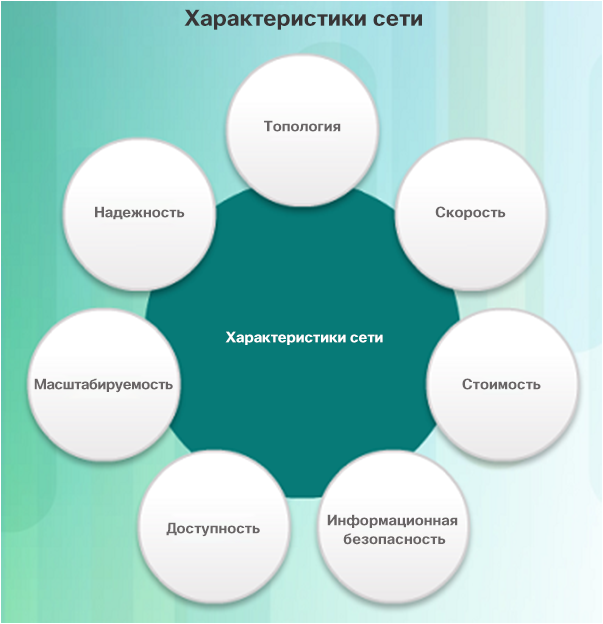 Характеристики сети
Топология
Надежность
Скорость
Характеристики сети
Масштабируемость
Стоимость
Доступность
Информационная
безопасность